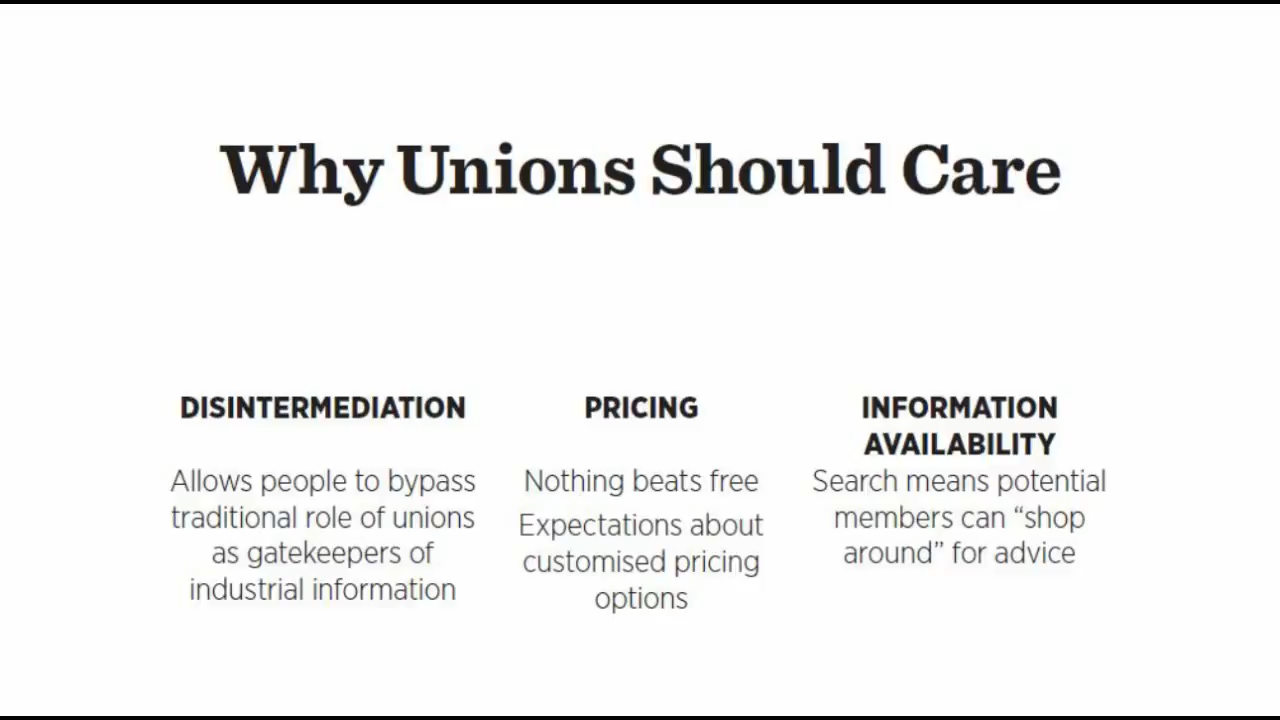 Why Unions Should Care
DISINTERMEDIATION
Allows people to bypass
traditional role of unions
as gatekeepers of
industrial information
PRICING
Nothing beats free
Expectations about
customised pricing
options
INFORMATION
AVAILABILITY
Search means potential
members can “shop
around” for advice